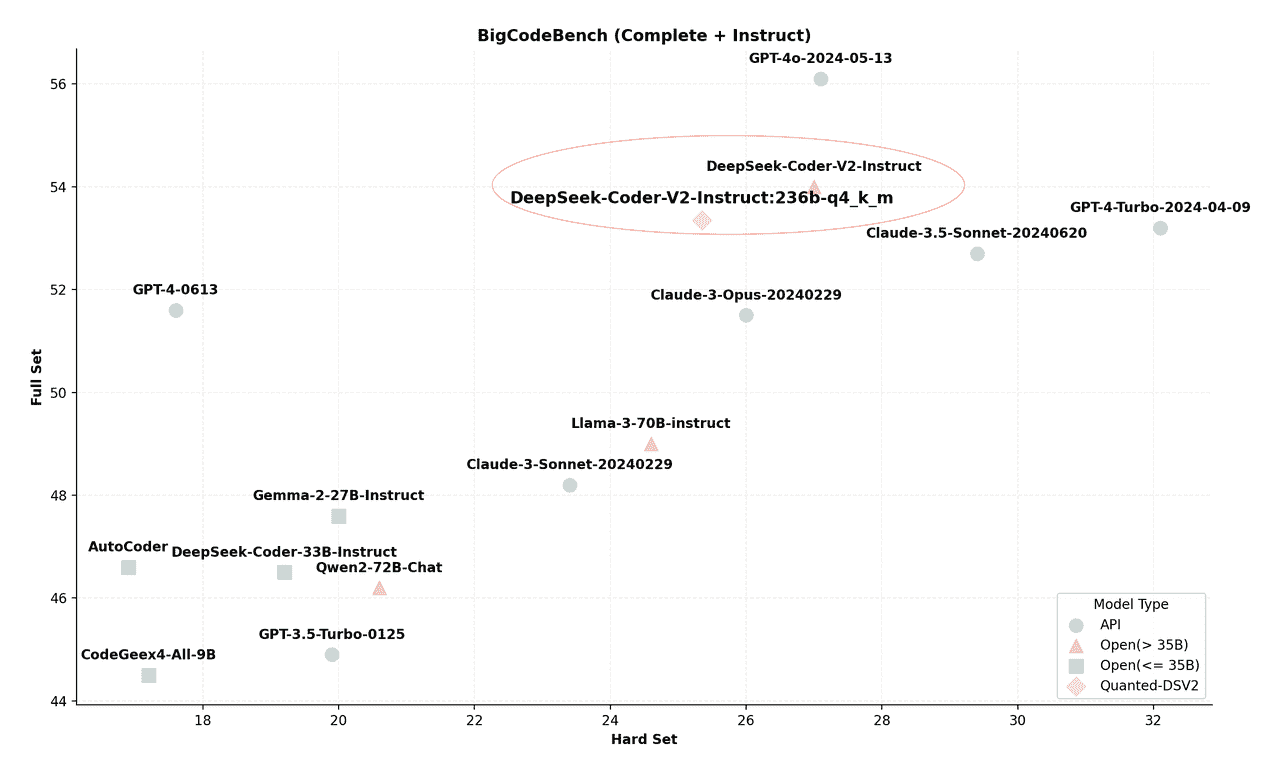 BigCodeBench (Complete + Instruct)
GPT-4o-2024-05-13
DeepSeek-Coder-V2-Instruct
DeepSeek-Coder-V2-Instruct:236b-q4_k_m
GPT-4-Turbo-2024-04-09
Claude-3.5-Sonnet-20240620
GPT-4-0613
Claude-3-Opus-20240229
Llama-3-70B-instruct
Claude-3-Sonnet-20240229
Gemma-2-27B-Instruct
AutoCoder
DeepSeek-Coder-33B-Instruct
Qwen2-72B-Chat
GPT-3.5-Turbo-0125
CodeGeex4-All-9B
Full Set
56
54
52
50
48
46
44
18 20 22 24 26 28 30 32
Hard Set
Model Type
API
Open(> 35B)
Open(<= 35B)
Quanted-DSV2